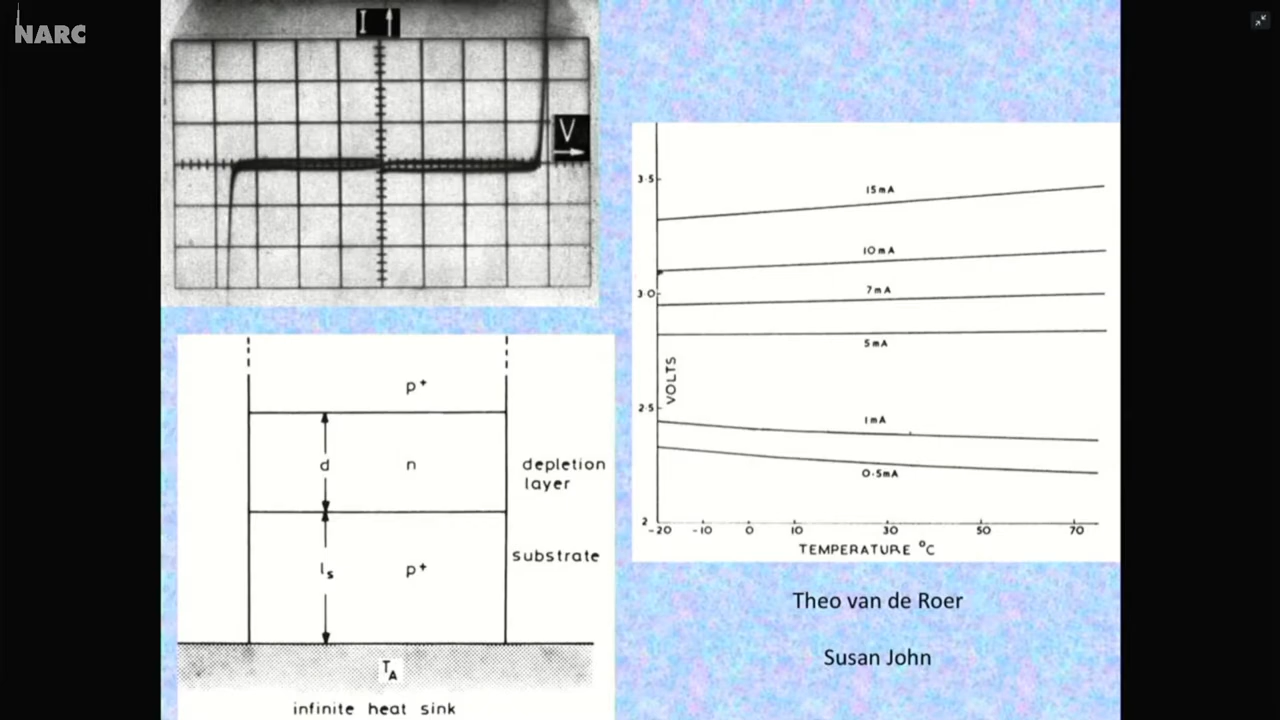 NARC
I
V
p+
d n depletion
layer
ls p+ substrate
TA
infinite heat sink
3·5
3·0
2·5
2
VOLTS
15mA
10mA
7mA
5mA
1mA
0·5mA
-20 -10 0 10 30 50 70
TEMPERATURE °C
Theo van de Roer
Susan John